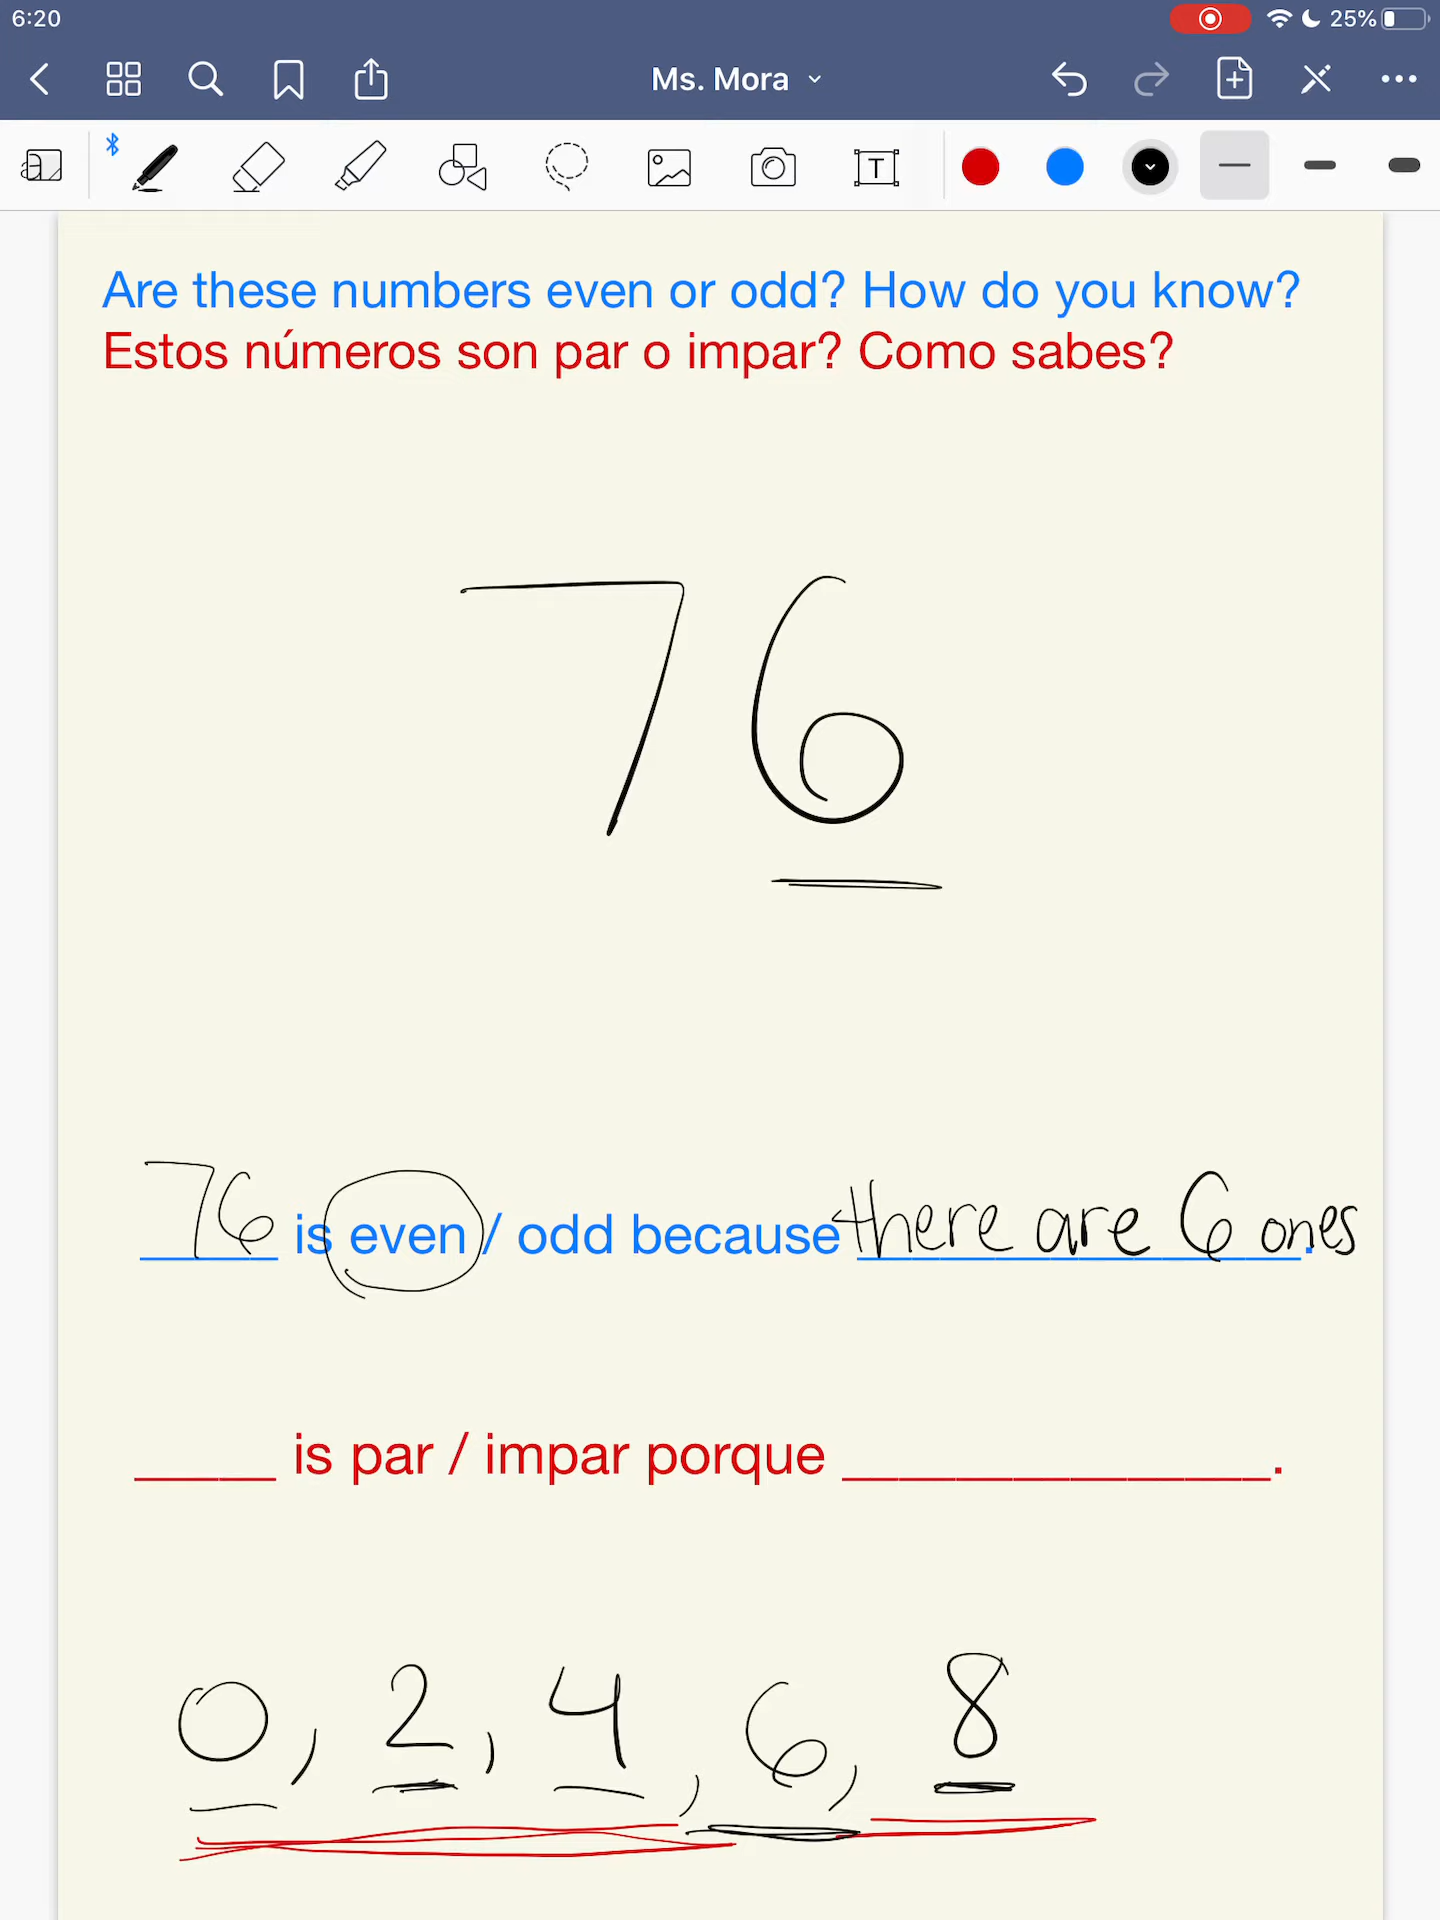 6:20
25%
Ms. Mora
a
T
Are these numbers even or odd? How do you know?
Estos números son par o impar? Como sabes?
76
76 is even / odd because there are 6 ones.
_____ is par / impar porque _______________.
0, 2, 4, 6, 8